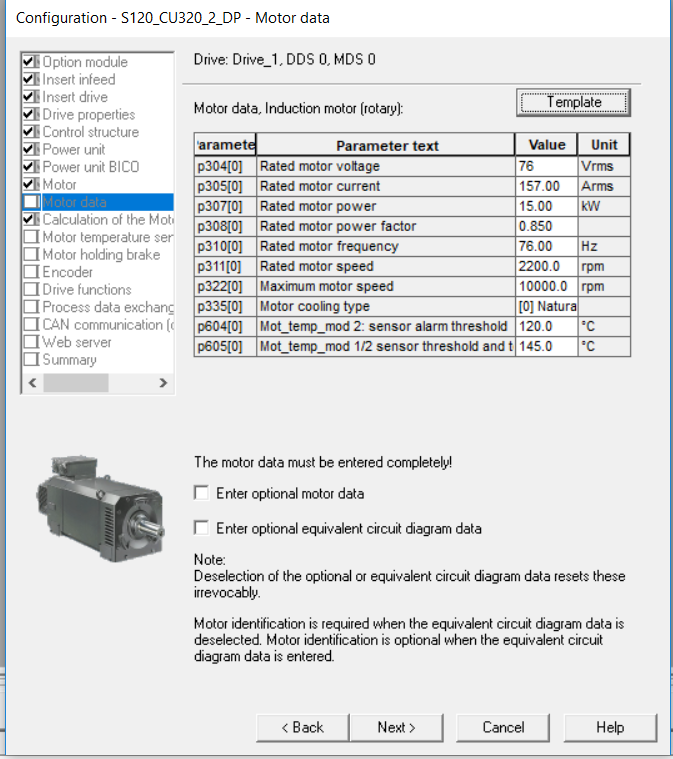 Configuration - S120_CU320_2_DP - Motor data
Option module
Insert infeed
Insert drive
Drive properties
Control structure
Power unit
Power unit BICO
Motor
Motor data
Calculation of the Mot
Motor temperature ser
Motor holding brake
Encoder
Drive functions
Process data exchang
CAN communication (c
Web server
Summary
Drive: Drive_1, DDS 0, MDS 0
Motor data, Induction motor (rotary):
Template
'aramete Parameter text Value Unit
p304[0] Rated motor voltage 76 Vrms
p305[0] Rated motor current 157.00 Arms
p307[0] Rated motor power 15.00 kW
p308[0] Rated motor power factor 0.850
p310[0] Rated motor frequency 76.00 Hz
p311[0] Rated motor speed 2200.0 rpm
p322[0] Maximum motor speed 10000.0 rpm
p335[0] Motor cooling type [0] Natura
p604[0] Mot_temp_mod 2: sensor alarm threshold 120.0 °C
p605[0] Mot_temp_mod 1/2 sensor threshold and t 145.0 °C
The motor data must be entered completely!
Enter optional motor data
Enter optional equivalent circuit diagram data
Note:
Deselection of the optional or equivalent circuit diagram data resets these
irrevocably.
Motor identification is required when the equivalent circuit diagram data is
deselected. Motor identification is optional when the equivalent circuit
diagram data is entered.
< Back Next > Cancel Help